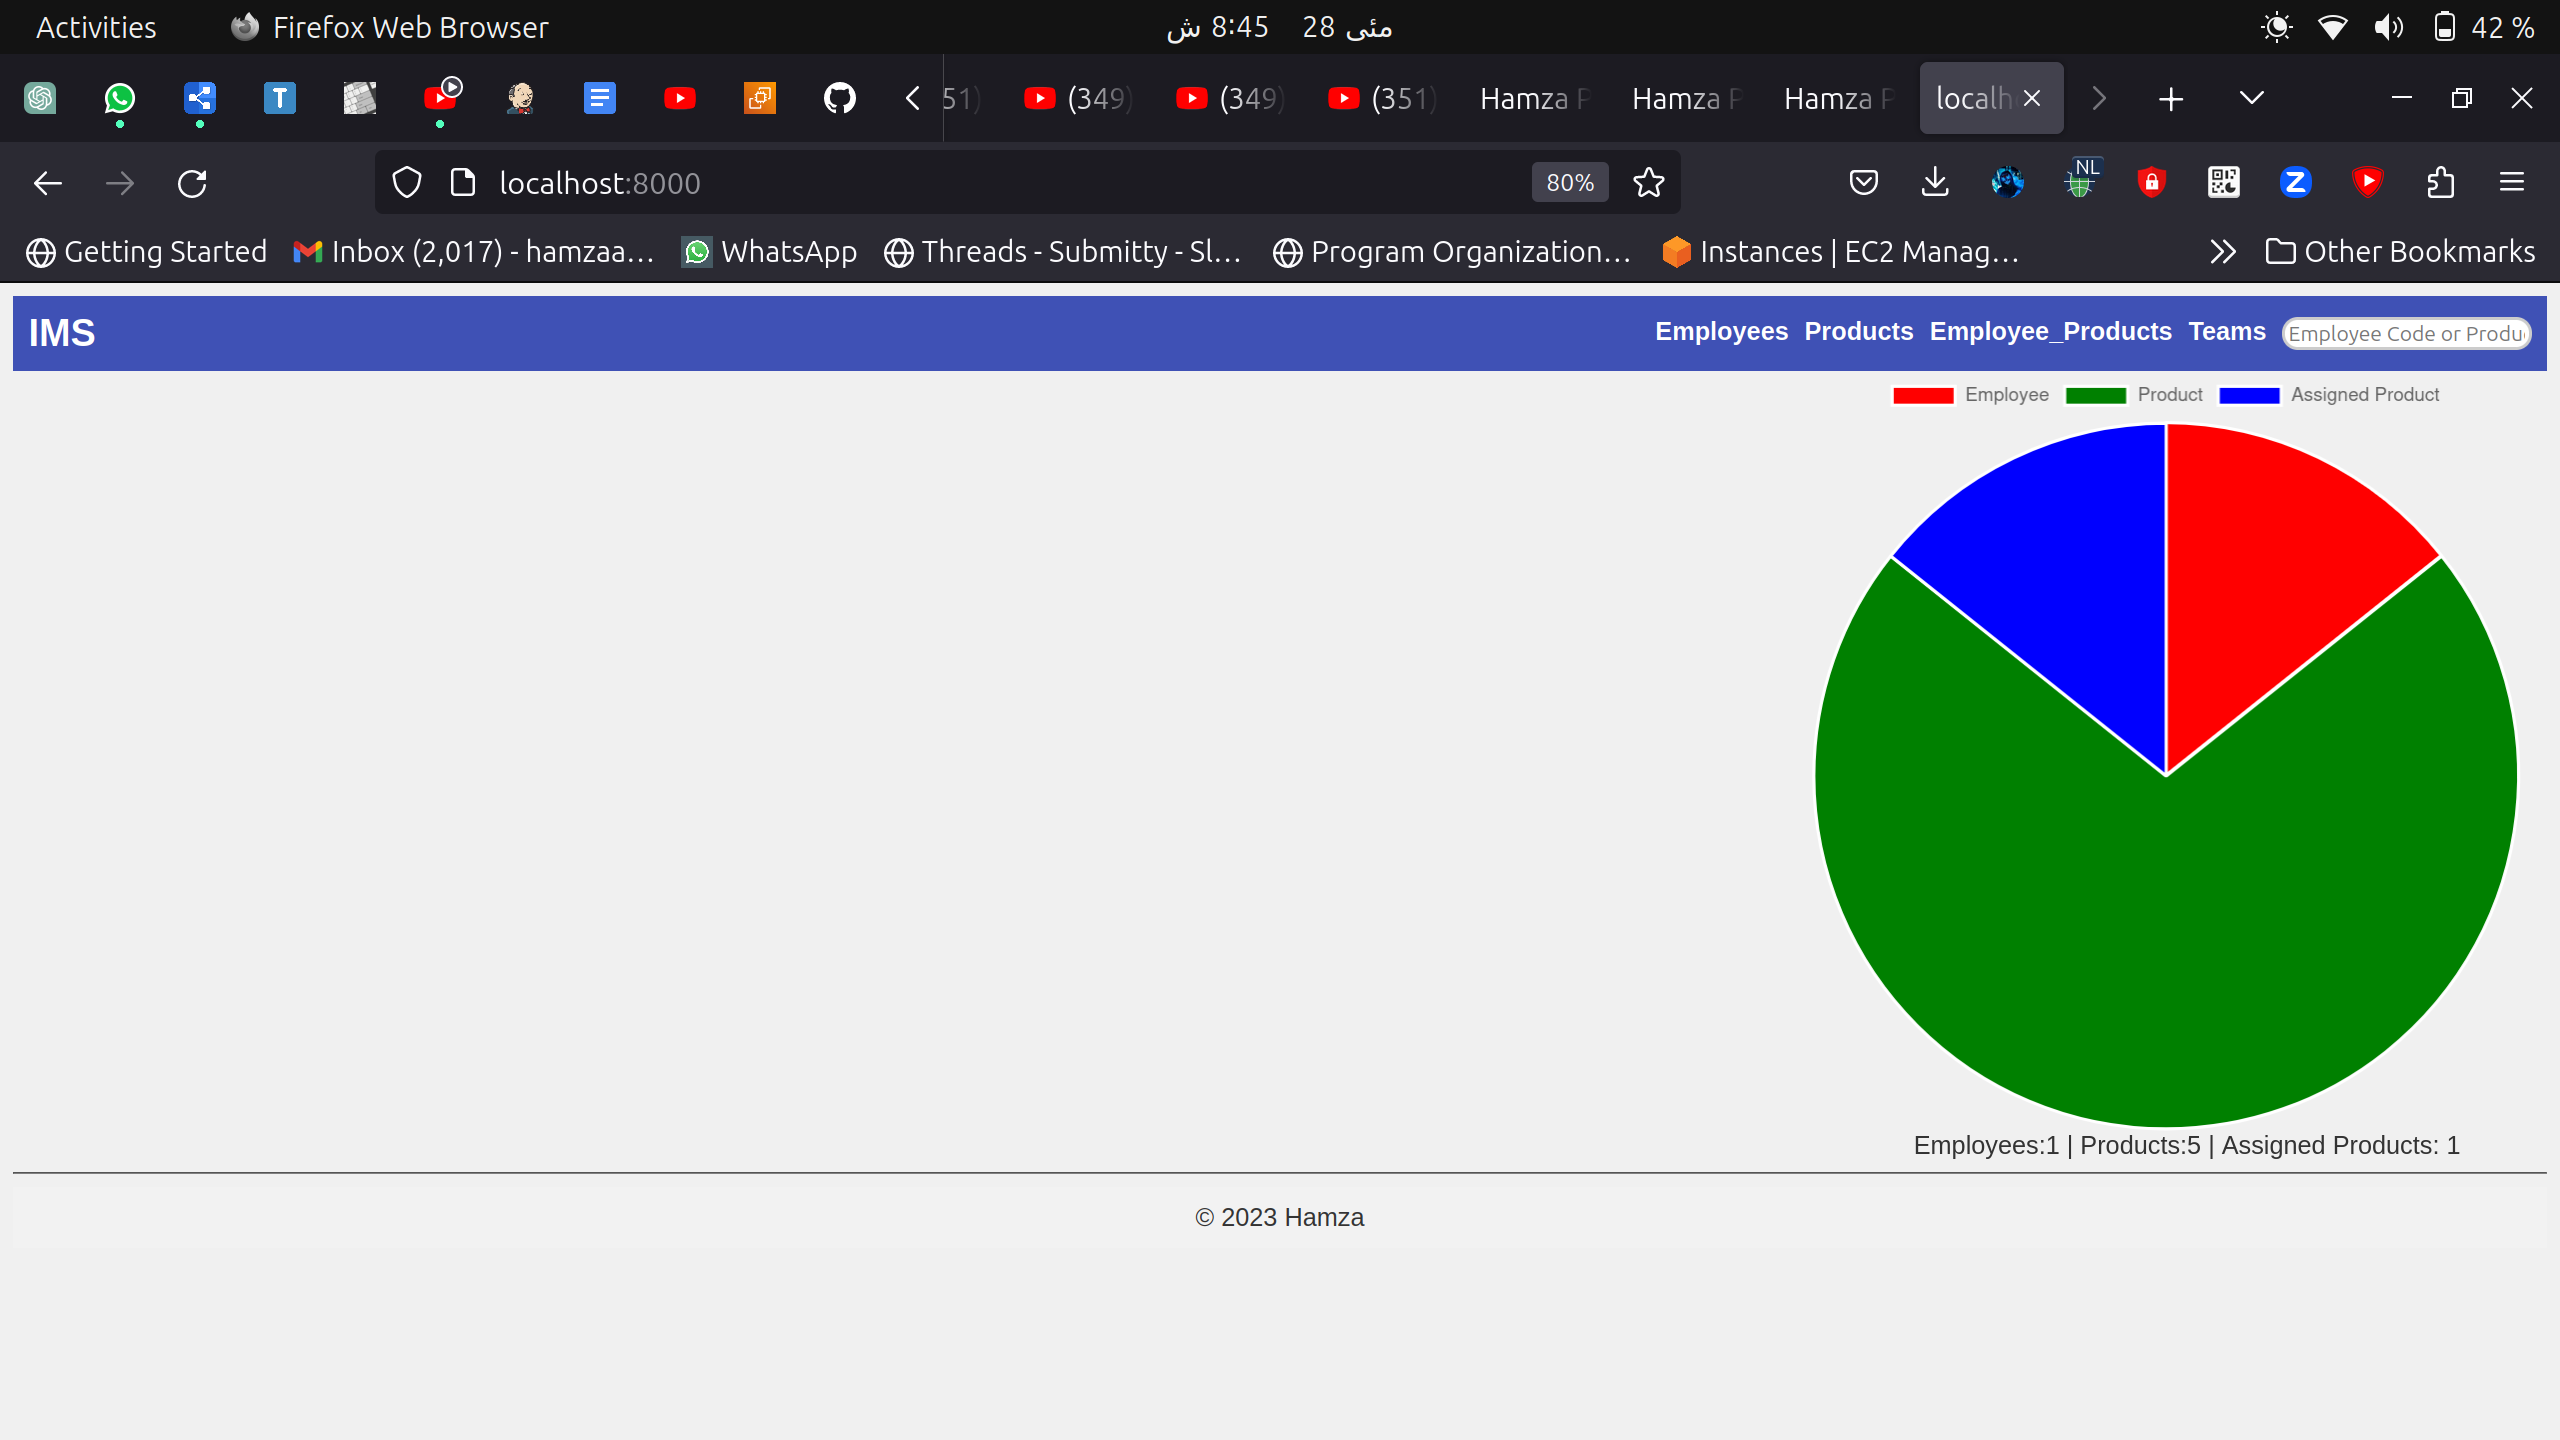 Activities Firefox Web Browser مئی 28 8:45 ش 42 %
51) (349) (349) (351) Hamza P Hamza P Hamza P localh
localhost:8000 80% NL
Getting Started Inbox (2,017) - hamzaa… WhatsApp Threads - Submitty - Sl… Program Organization… Instances | EC2 Manag… Other Bookmarks
IMS Employees Products Employee_Products Teams Employee Code or Produ
Employee Product Assigned Product
Employees:1 | Products:5 | Assigned Products: 1
© 2023 Hamza